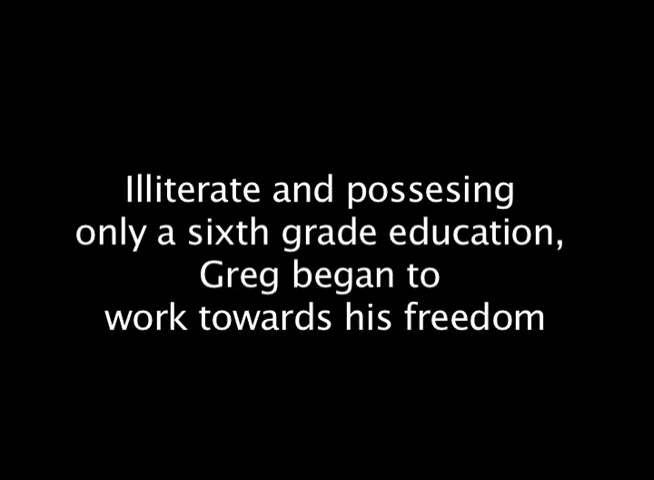 Illiterate and possesing
only a sixth grade education,
Greg began to
work towards his freedom